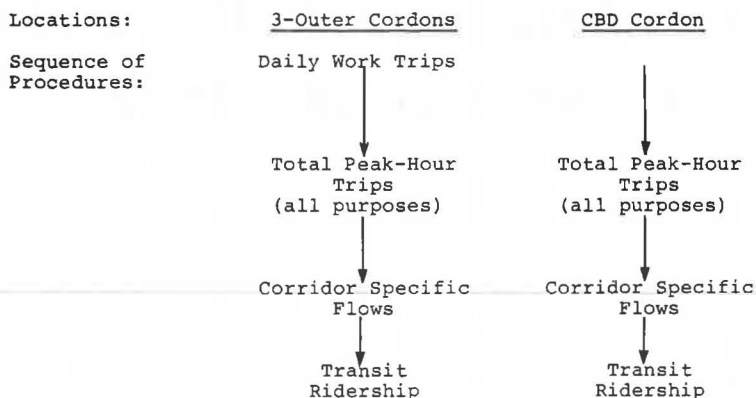 Locations: 3-Outer Cordons CBD Cordon
Sequence of Daily Work Trips
Procedures:
Total Peak-Hour Total Peak-Hour
Trips Trips
(all purposes) (all purposes)
Corridor Specific Corridor Specific
Flows Flows
Transit Transit
Ridership Ridership